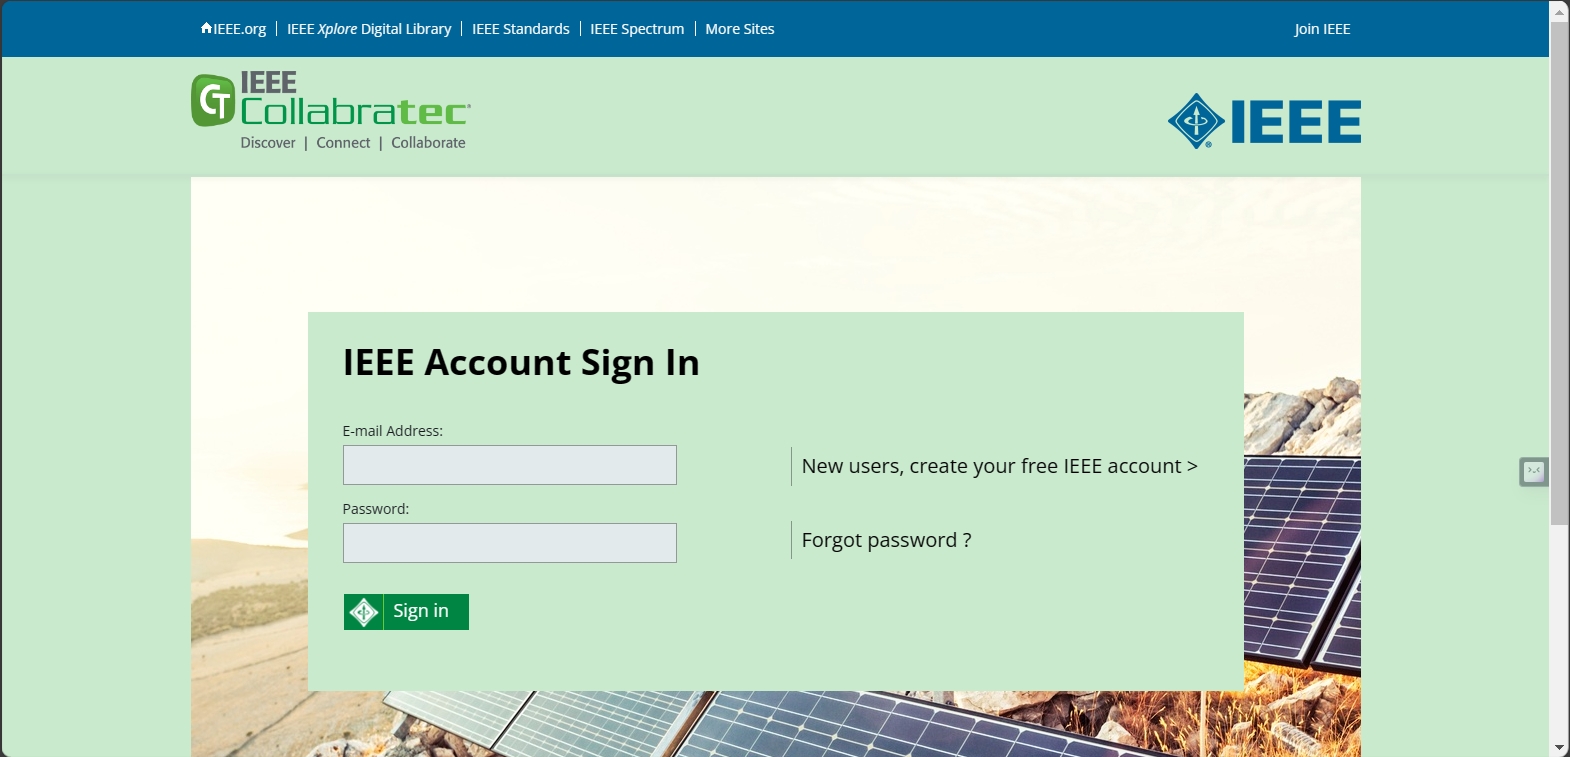 IEEE.org | IEEE Xplore Digital Library | IEEE Standards | IEEE Spectrum | More Sites
Join IEEE
CT
IEEE
Collabratec®
Discover | Connect | Collaborate
IEEE®
IEEE Account Sign In
E-mail Address:
New users, create your free IEEE account >
Password:
Forgot password ?
Sign in